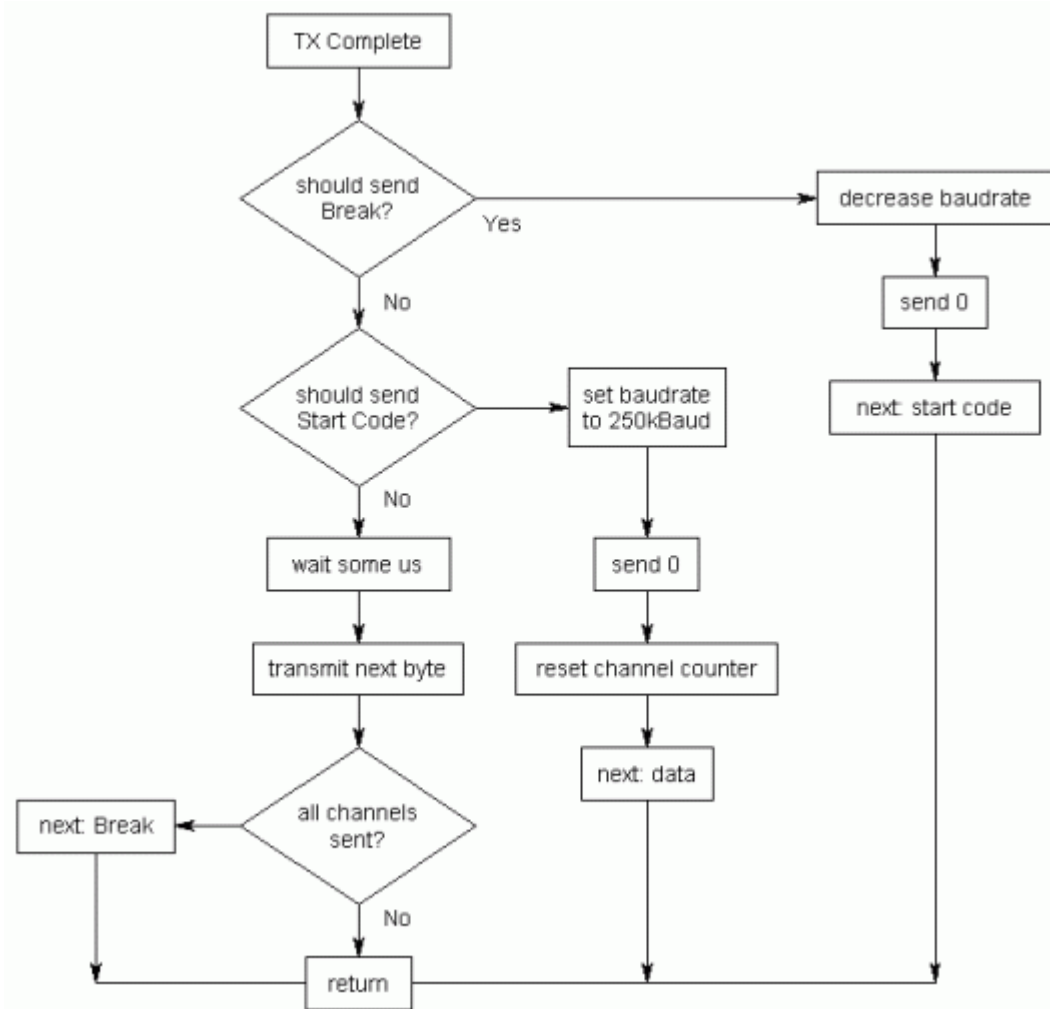 TX Complete
should send
Break?
Yes
decrease baudrate
No
send 0
should send
Start Code?
set baudrate
to 250kBaud
next: start code
No
wait some us
send 0
transmit next byte
reset channel counter
next: data
all channels
sent?
next: Break
No
return